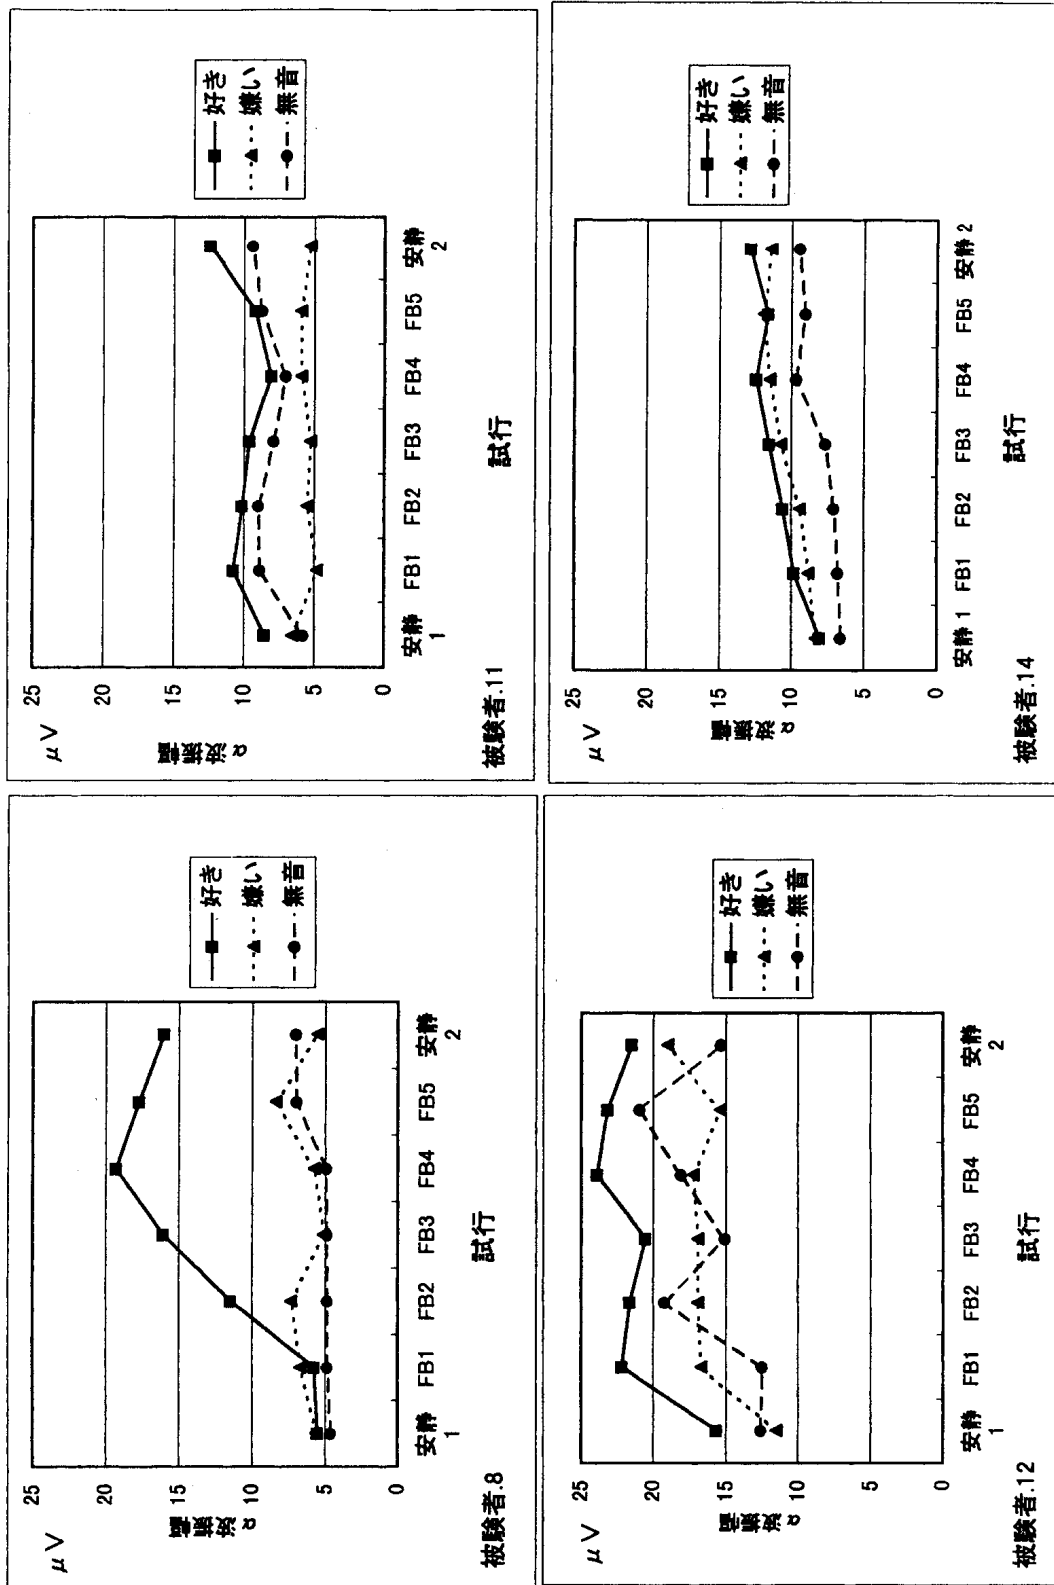 μV
25
20
15
10
5
0
α波振幅
安静
1
FB1
FB2
FB3
FB4
FB5
安静
2
好き
嫌い
無音
試行
被験者.8
μV
25
20
15
10
5
0
α波振幅
安静
1
FB1
FB2
FB3
FB4
FB5
安静
2
好き
嫌い
無音
試行
被験者.11
μV
25
20
15
10
5
0
α波振幅
安静
1
FB1
FB2
FB3
FB4
FB5
安静
2
好き
嫌い
無音
試行
被験者.12
μV
25
20
15
10
5
0
α波振幅
安静 1
FB1
FB2
FB3
FB4
FB5
安静 2
好き
嫌い
無音
試行
被験者.14